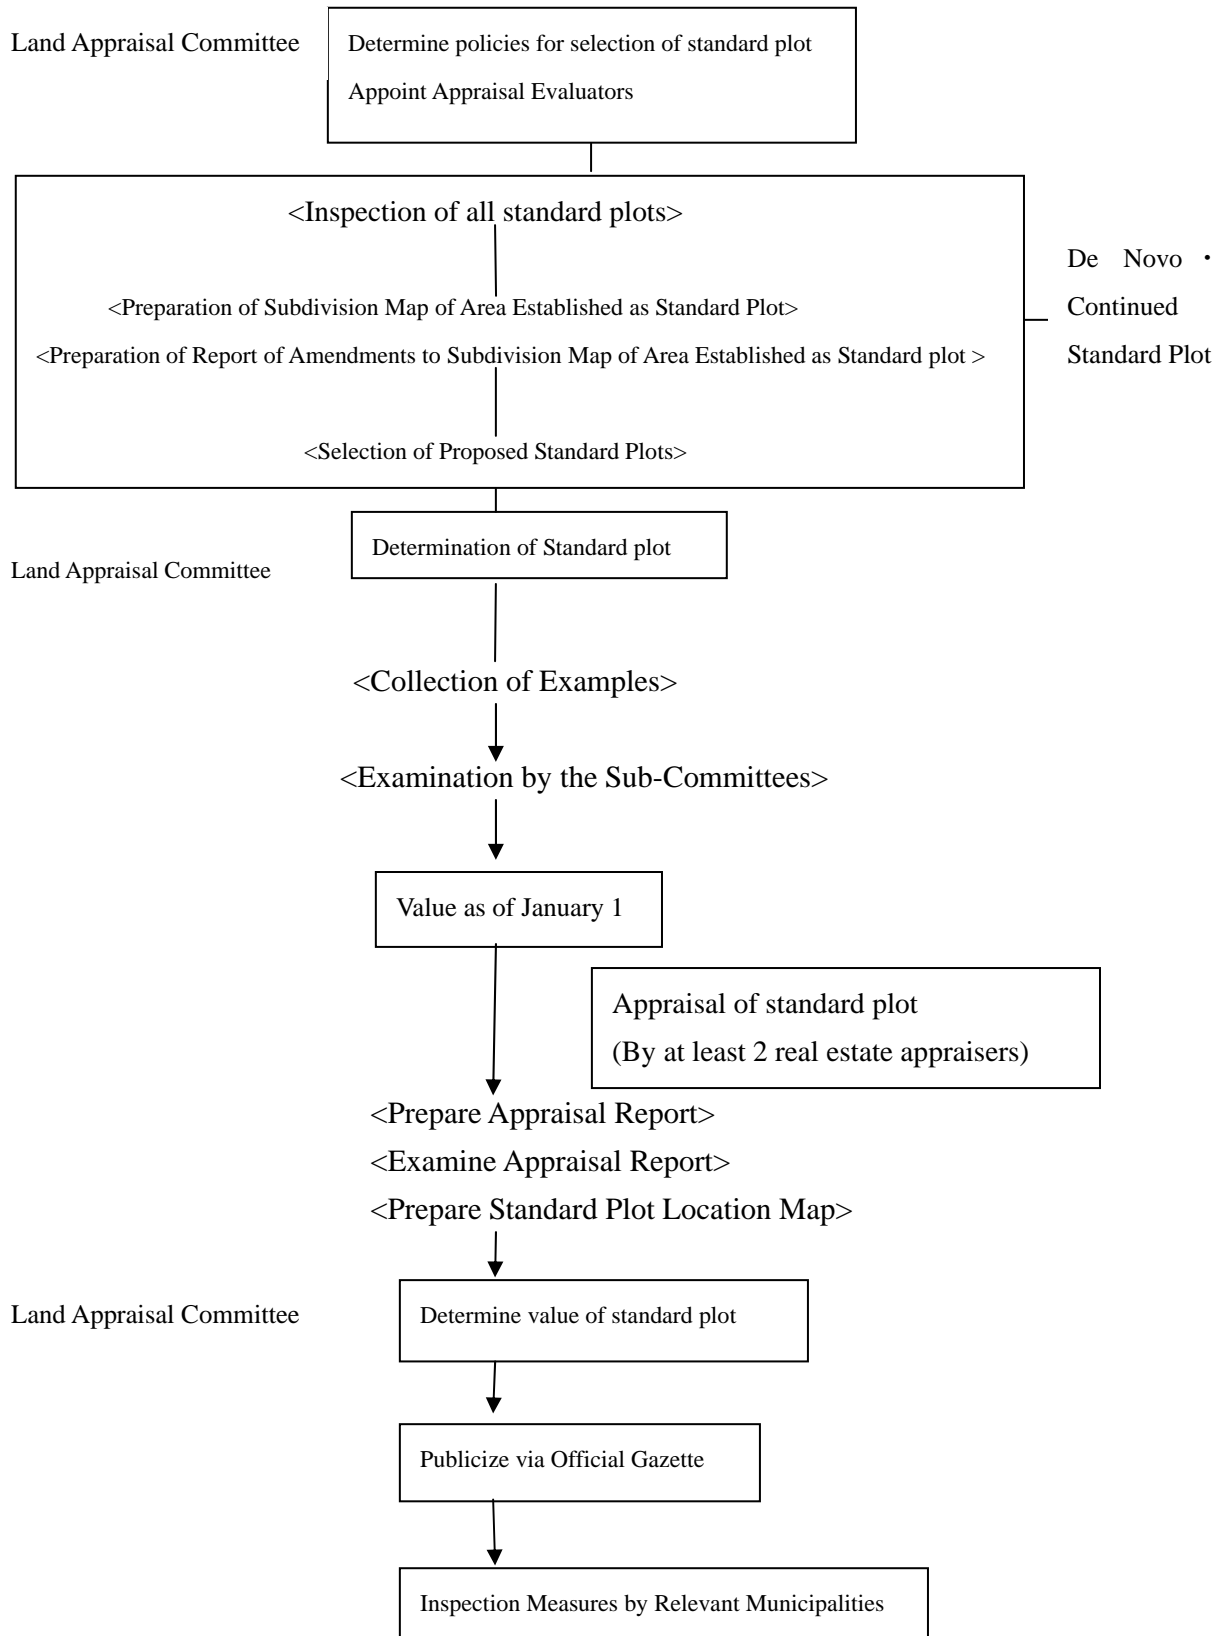 Land Appraisal Committee
Determine policies for selection of standard plot
Appoint Appraisal Evaluators
<Inspection of all standard plots>
<Preparation of Subdivision Map of Area Established as Standard Plot>
<Preparation of Report of Amendments to Subdivision Map of Area Established as Standard plot >
<Selection of Proposed Standard Plots>
De Novo・
Continued
Standard Plot
Determination of Standard plot
Land Appraisal Committee
<Collection of Examples>
<Examination by the Sub-Committees>
Value as of January 1
Appraisal of standard plot
(By at least 2 real estate appraisers)
<Prepare Appraisal Report>
<Examine Appraisal Report>
<Prepare Standard Plot Location Map>
Land Appraisal Committee
Determine value of standard plot
Publicize via Official Gazette
Inspection Measures by Relevant Municipalities